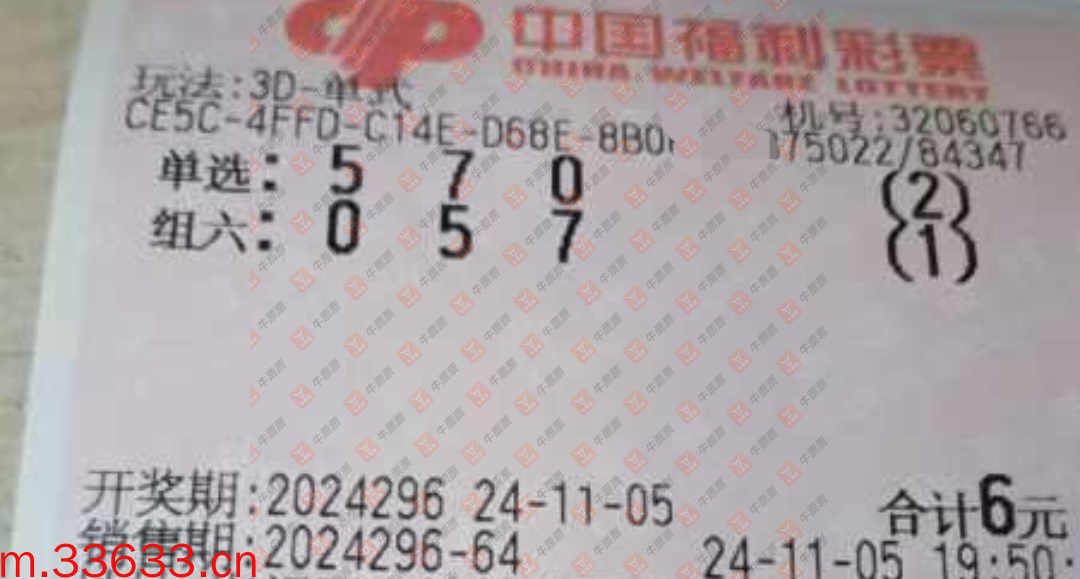 中国福利彩票
CHINA WELFARE LOTTERY
玩法:3D-单式
机号:32060766
CE5C-4FFD-C14E-D68E-8B0
175022/84347
单选: 5 7 0 (2)
组六: 0 5 7 (1)
开奖期:2024296 24-11-05 合计6元
销售期:2024296-64 24-11-05 19:50:
m.33633.cn
牛彩票